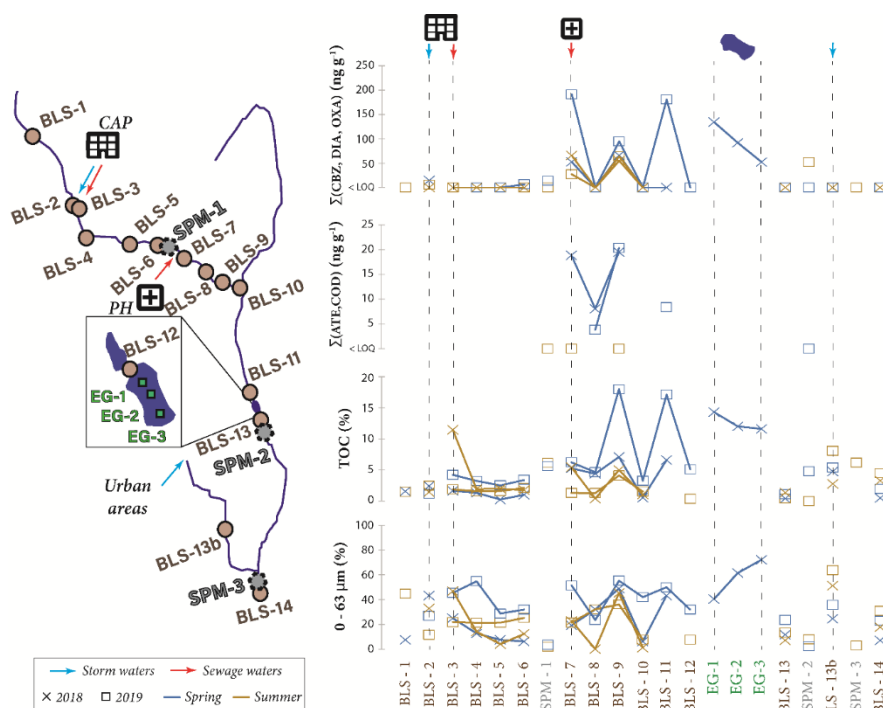 BLS-1
CAP
BLS-2
BLS-3
BLS-4
BLS-5
SPM-1
BLS-6
BLS-7
BLS-8
BLS-9
BLS-10
PH
BLS-12
EG-1
EG-2
EG-3
BLS-11
BLS-13
SPM-2
Urban
areas
BLS-13b
SPM-3
BLS-14
Storm waters
Sewage waters
2018
2019
Spring
Summer
Σ(CBZ, DIA, OXA) (ng g⁻¹)
200
150
100
50
< LOQ
Σ(ATE,COD) (ng g⁻¹)
25
20
15
10
5
< LOQ
TOC (%)
20
15
10
5
0
0 - 63 µm (%)
100
80
60
40
20
0
BLS - 1
BLS - 2
BLS - 3
BLS - 4
BLS - 5
BLS - 6
SPM - 1
BLS - 7
BLS - 8
BLS - 9
BLS - 10
BLS - 11
BLS - 12
EG-1
EG-2
EG-3
BLS - 13
SPM - 2
LS - 13b
SPM - 3
BLS - 14